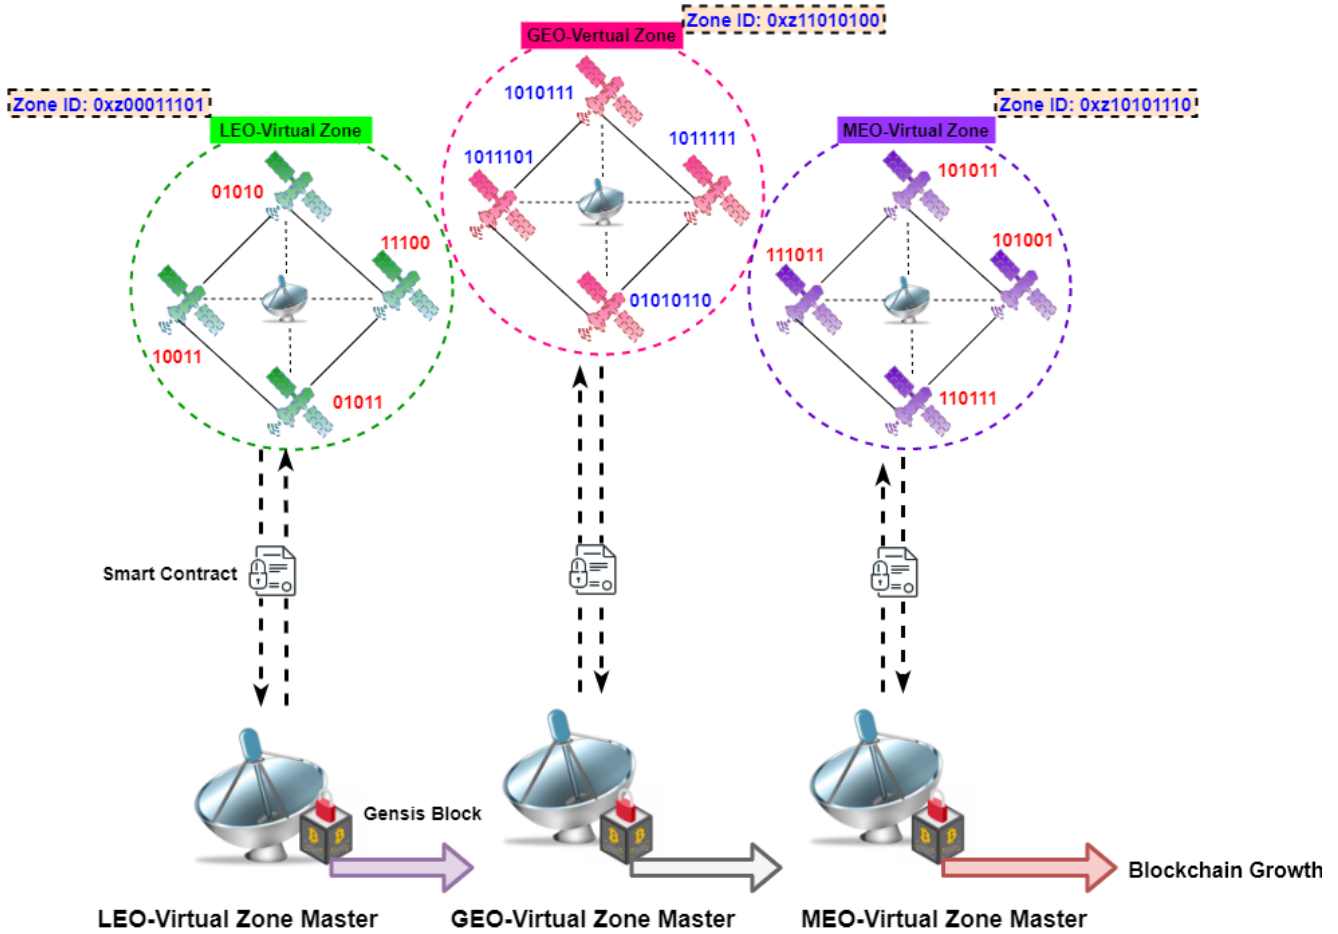 Zone ID: 0xz11010100
GEO-Vertual Zone
Zone ID: 0xz00011101
LEO-Virtual Zone
Zone ID: 0xz10101110
MEO-Virtual Zone
1010111
1011111
1011101
01010110
01010
11100
10011
01011
101011
101001
111011
110111
Smart Contract
Gensis Block
Blockchain Growth
LEO-Virtual Zone Master
GEO-Virtual Zone Master
MEO-Virtual Zone Master